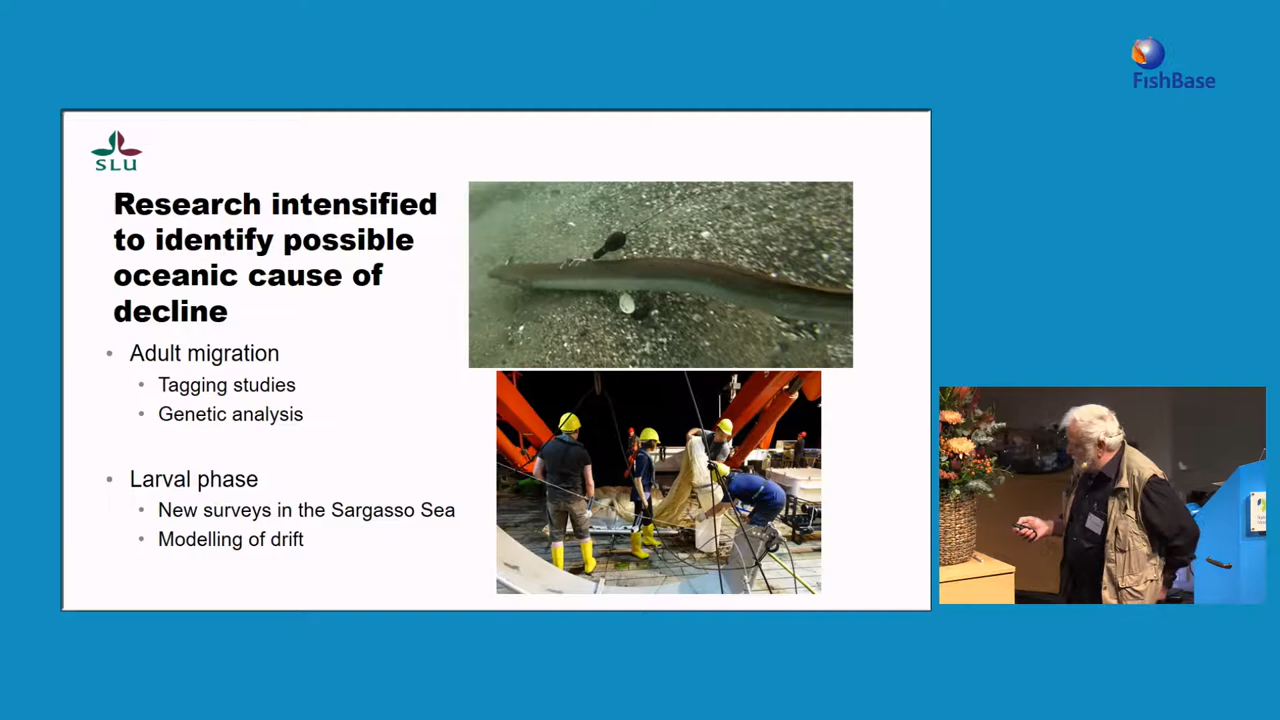 FishBase
SLU
Research intensified
to identify possible
oceanic cause of
decline
• Adult migration
• Tagging studies
• Genetic analysis
• Larval phase
• New surveys in the Sargasso Sea
• Modelling of drift